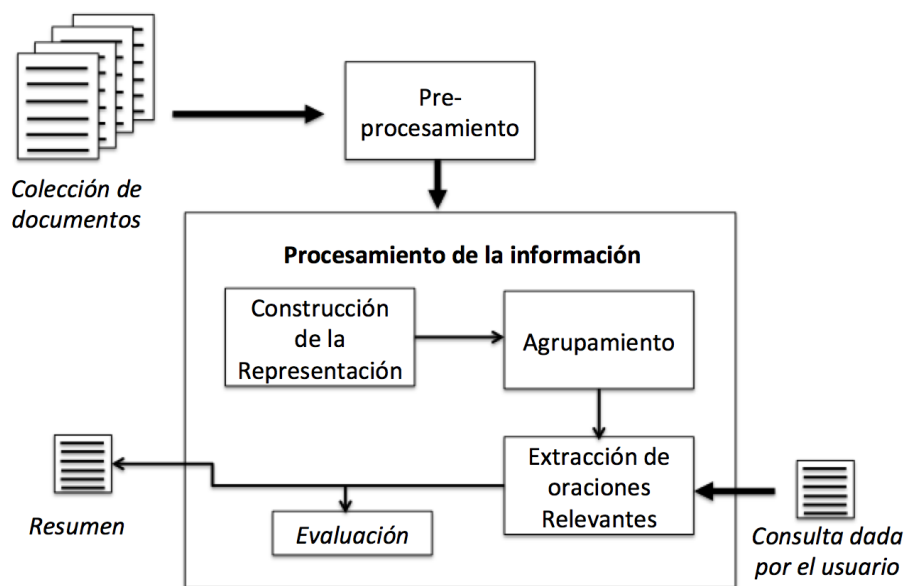 Pre-
procesamiento
Colección de
documentos
Procesamiento de la información
Construcción
de la
Representación
Agrupamiento
Extracción de
oraciones
Relevantes
Resumen
Evaluación
Consulta dada
por el usuario